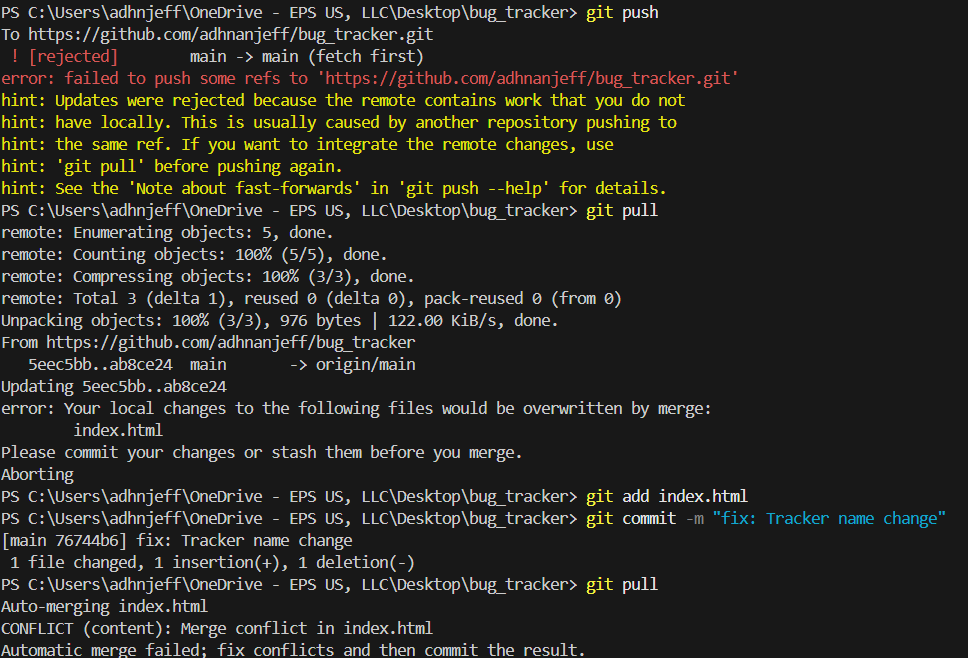 PS C:\Users\adhnjeff\OneDrive - EPS US, LLC\Desktop\bug_tracker> git push
To https://github.com/adhnanjeff/bug_tracker.git
 ! [rejected]        main -> main (fetch first)
error: failed to push some refs to 'https://github.com/adhnanjeff/bug_tracker.git'
hint: Updates were rejected because the remote contains work that you do not
hint: have locally. This is usually caused by another repository pushing to
hint: the same ref. If you want to integrate the remote changes, use
hint: 'git pull' before pushing again.
hint: See the 'Note about fast-forwards' in 'git push --help' for details.
PS C:\Users\adhnjeff\OneDrive - EPS US, LLC\Desktop\bug_tracker> git pull
remote: Enumerating objects: 5, done.
remote: Counting objects: 100% (5/5), done.
remote: Compressing objects: 100% (3/3), done.
remote: Total 3 (delta 1), reused 0 (delta 0), pack-reused 0 (from 0)
Unpacking objects: 100% (3/3), 976 bytes | 122.00 KiB/s, done.
From https://github.com/adhnanjeff/bug_tracker
   5eec5bb..ab8ce24  main       -> origin/main
Updating 5eec5bb..ab8ce24
error: Your local changes to the following files would be overwritten by merge:
        index.html
Please commit your changes or stash them before you merge.
Aborting
PS C:\Users\adhnjeff\OneDrive - EPS US, LLC\Desktop\bug_tracker> git add index.html
PS C:\Users\adhnjeff\OneDrive - EPS US, LLC\Desktop\bug_tracker> git commit -m "fix: Tracker name change"
[main 76744b6] fix: Tracker name change
 1 file changed, 1 insertion(+), 1 deletion(-)
PS C:\Users\adhnjeff\OneDrive - EPS US, LLC\Desktop\bug_tracker> git pull
Auto-merging index.html
CONFLICT (content): Merge conflict in index.html
Automatic merge failed; fix conflicts and then commit the result.